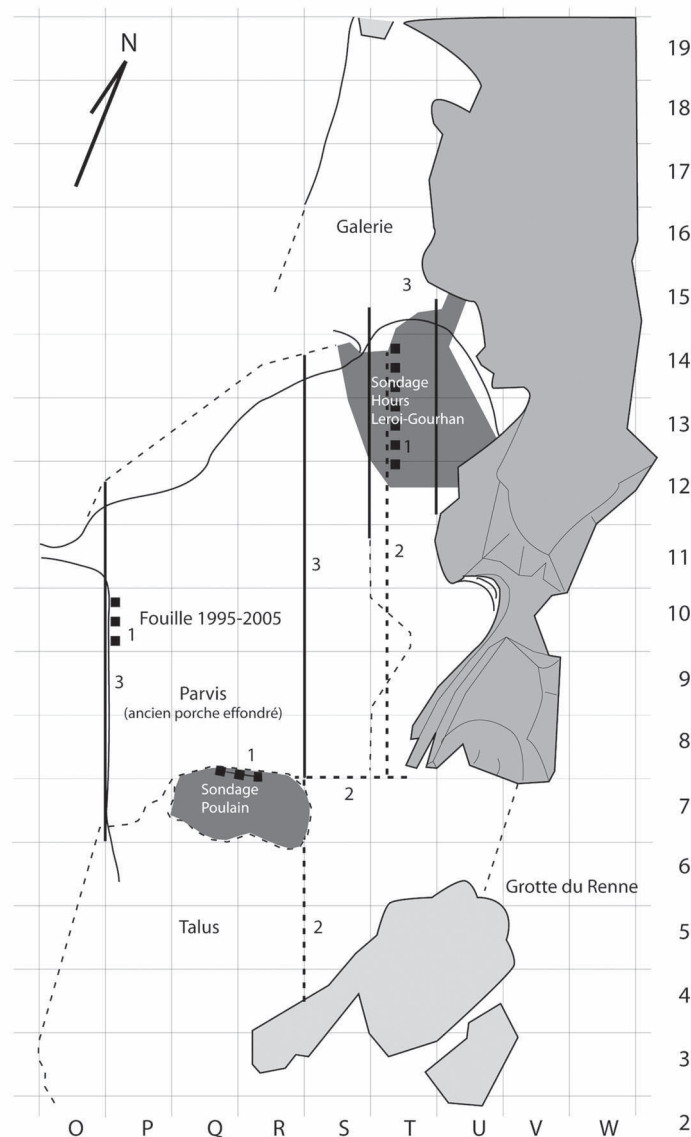 19
N
18
17
Galerie
16
3
15
14
Sondage
Hours
Leroi-Gourhan
13
1
12
2
3
11
Fouille 1995-2005
10
1
3
9
Parvis
(ancien porche effondré)
8
1
Sondage
Poulain
2
7
6
Grotte du Renne
Talus
2
5
4
3
O P Q R S T U V W
2